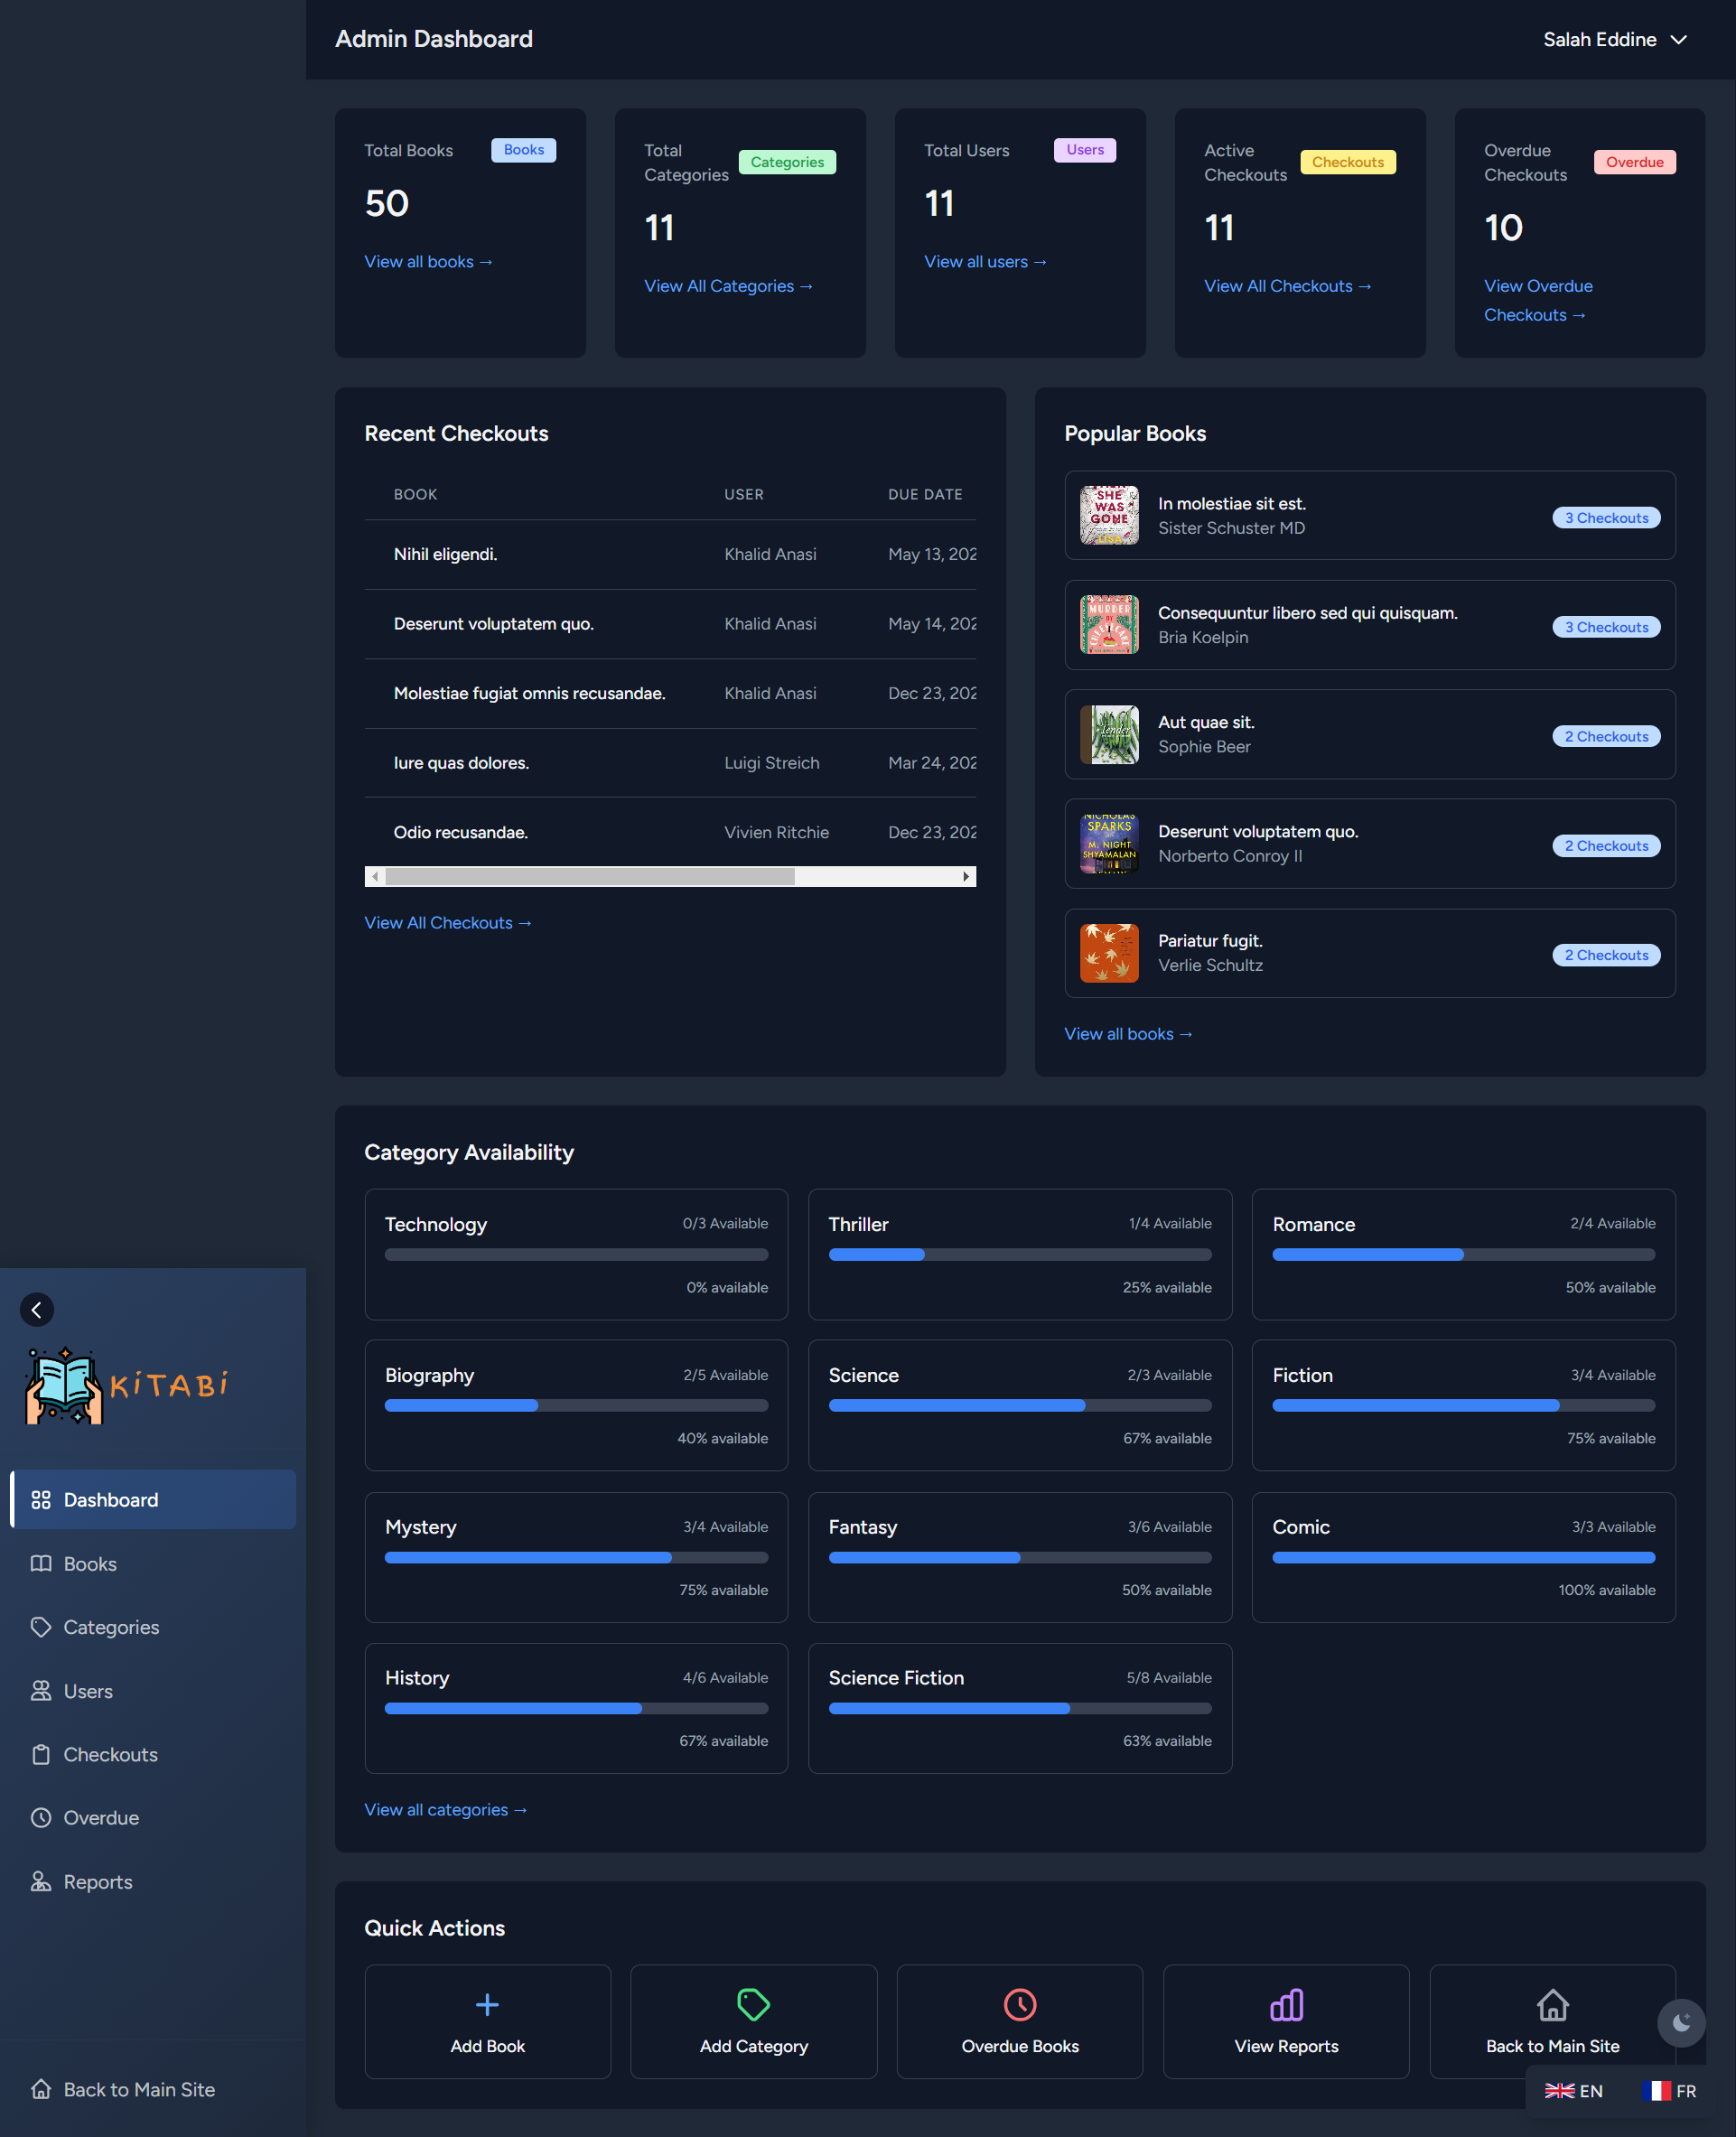 Admin Dashboard
Salah Eddine
Total Books
Books
50
View all books →
Total
Categories
Categories
11
View All Categories →
Total Users
Users
11
View all users →
Active
Checkouts
Checkouts
11
View All Checkouts →
Overdue
Checkouts
Overdue
10
View Overdue
Checkouts →
Recent Checkouts
BOOK USER DUE DATE
Nihil eligendi. Khalid Anasi May 13, 202
Deserunt voluptatem quo. Khalid Anasi May 14, 202
Molestiae fugiat omnis recusandae. Khalid Anasi Dec 23, 202
Iure quas dolores. Luigi Streich Mar 24, 202
Odio recusandae. Vivien Ritchie Dec 23, 202
View All Checkouts →
Popular Books
SHE
WAS
GONE
LISA
In molestiae sit est.
Sister Schuster MD
3 Checkouts
MURDER
Consequuntur libero sed qui quisquam.
Bria Koelpin
3 Checkouts
Aut quae sit.
Sophie Beer
2 Checkouts
NICHOLAS
SPARKS
M. NIGHT
SHYAMALAN
Deserunt voluptatem quo.
Norberto Conroy II
2 Checkouts
Pariatur fugit.
Verlie Schultz
2 Checkouts
View all books →
Category Availability
Technology 0/3 Available
0% available
Thriller 1/4 Available
25% available
Romance 2/4 Available
50% available
Biography 2/5 Available
40% available
Science 2/3 Available
67% available
Fiction 3/4 Available
75% available
Mystery 3/4 Available
75% available
Fantasy 3/6 Available
50% available
Comic 3/3 Available
100% available
History 4/6 Available
67% available
Science Fiction 5/8 Available
63% available
View all categories →
Quick Actions
Add Book
Add Category
Overdue Books
View Reports
Back to Main Site
KiTABi
Dashboard
Books
Categories
Users
Checkouts
Overdue
Reports
Back to Main Site
EN
FR